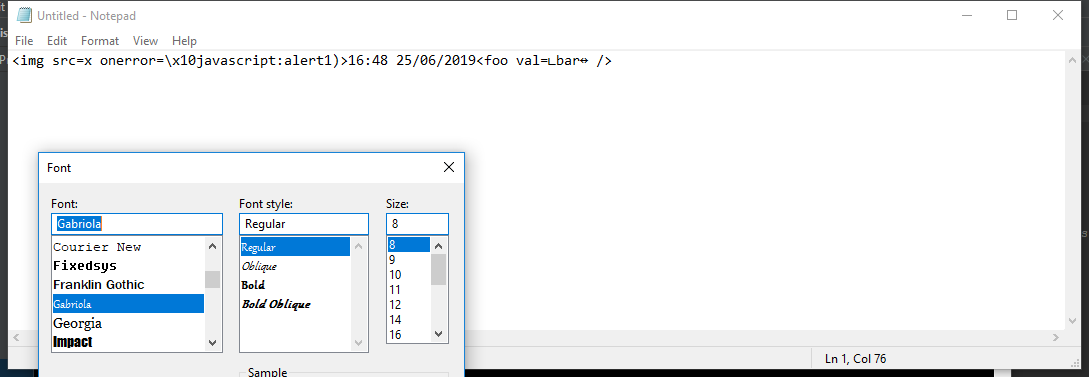 Untitled - Notepad
File Edit Format View Help
<img src=x onerror=\x10javascript:alert1)>16:48 25/06/2019<foo val=∟bar↔ />
Font
Font: Font style: Size:
Gabriola Regular 8
Courier New Regular 8
Fixedsys Oblique 9
Franklin Gothic Bold 10
Gabriola Bold Oblique 11
Georgia 12
Impact 14
16
Sample
Ln 1, Col 76